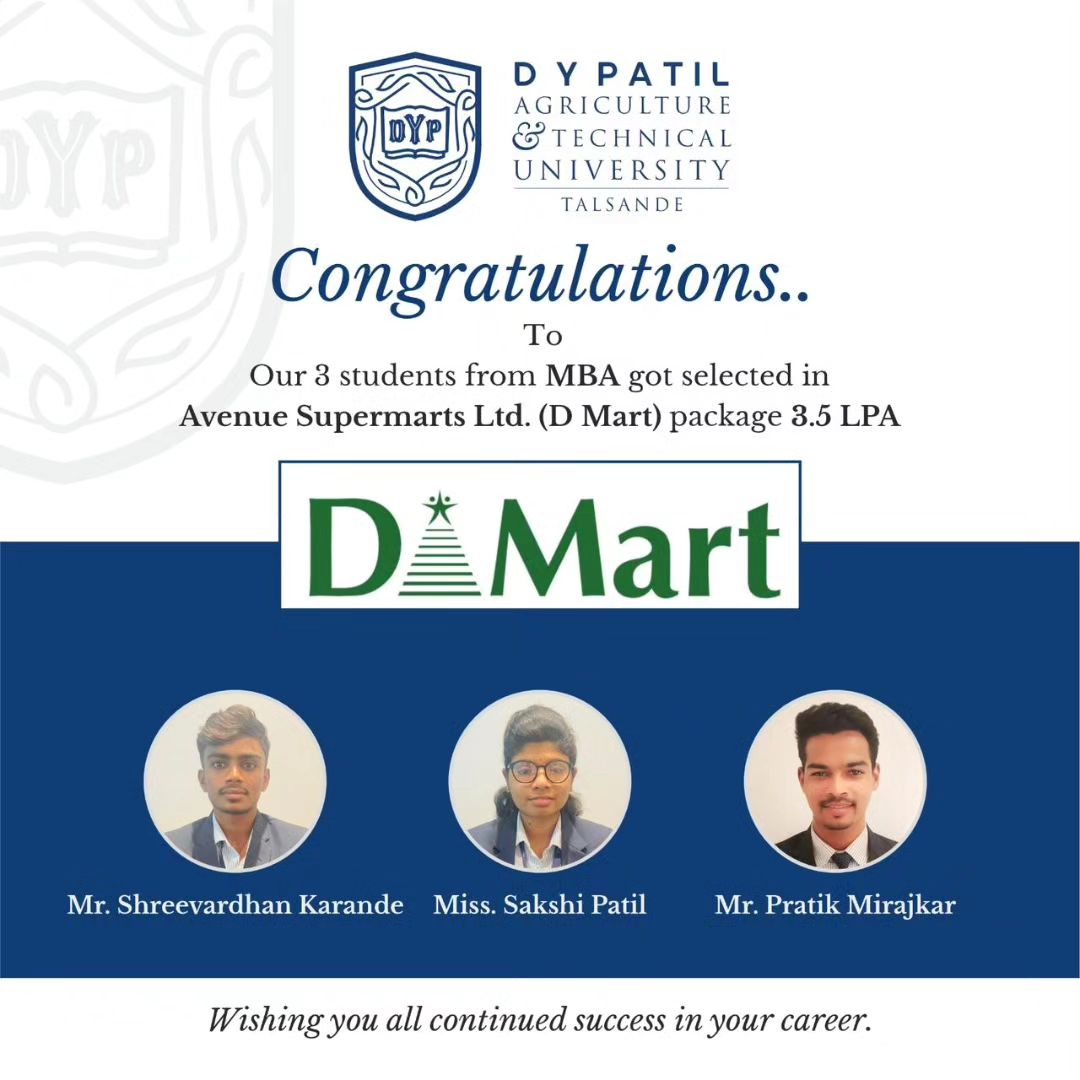 DYP
D Y PATIL
AGRICULTURE
& TECHNICAL
UNIVERSITY
TALSANDE
DYP
Congratulations..
To
Our 3 students from MBA got selected in
Avenue Supermarts Ltd. (D Mart) package 3.5 LPA
D Mart
Mr. Shreevardhan Karande
Miss. Sakshi Patil
Mr. Pratik Mirajkar
Wishing you all continued success in your career.